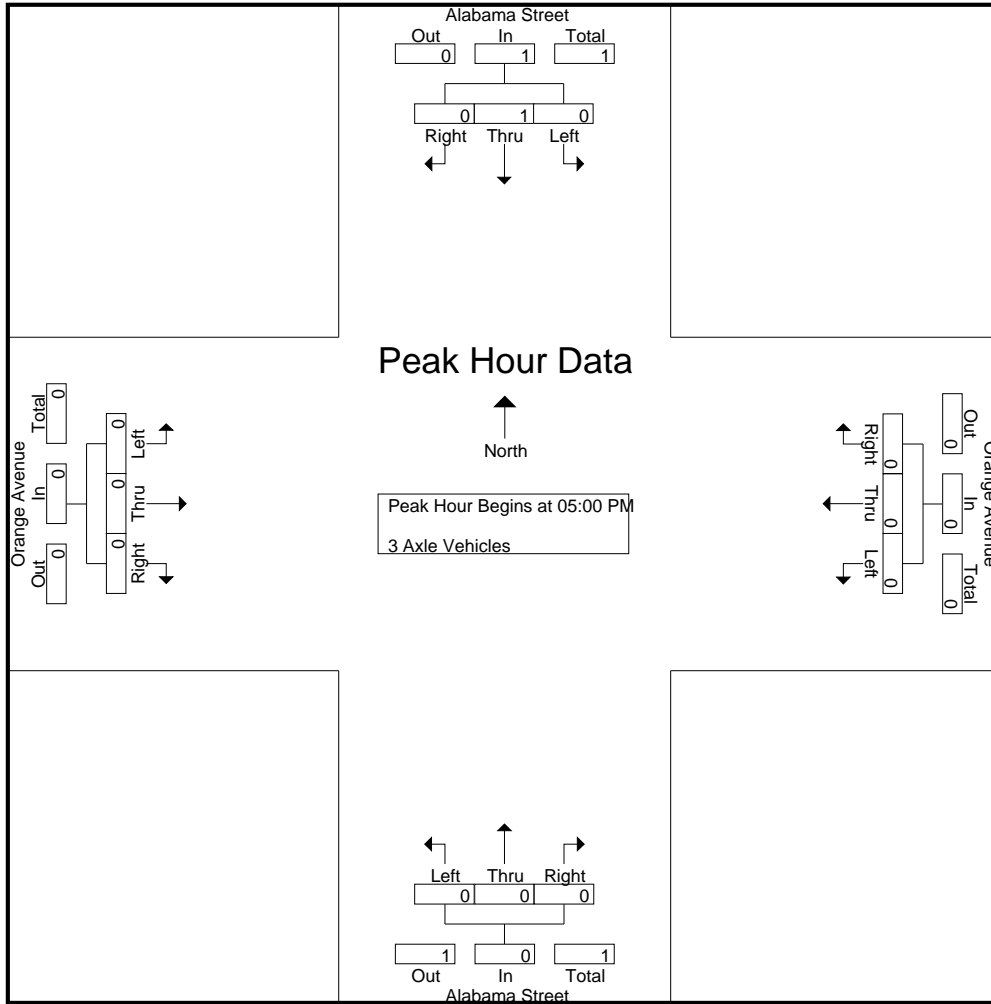 Alabama Street
Out In Total
0 1 1
0 1 0
Right Thru Left
Peak Hour Data
North
Peak Hour Begins at 05:00 PM
3 Axle Vehicles
Orange Avenue
Out In Total
0 0 0
0 0 0
Left Thru Right
Orange Avenue
Out In Total
0 0 0
0 0 0
Right Thru Left
Left Thru Right
0 0 0
1 0 1
Out In Total
Alabama Street